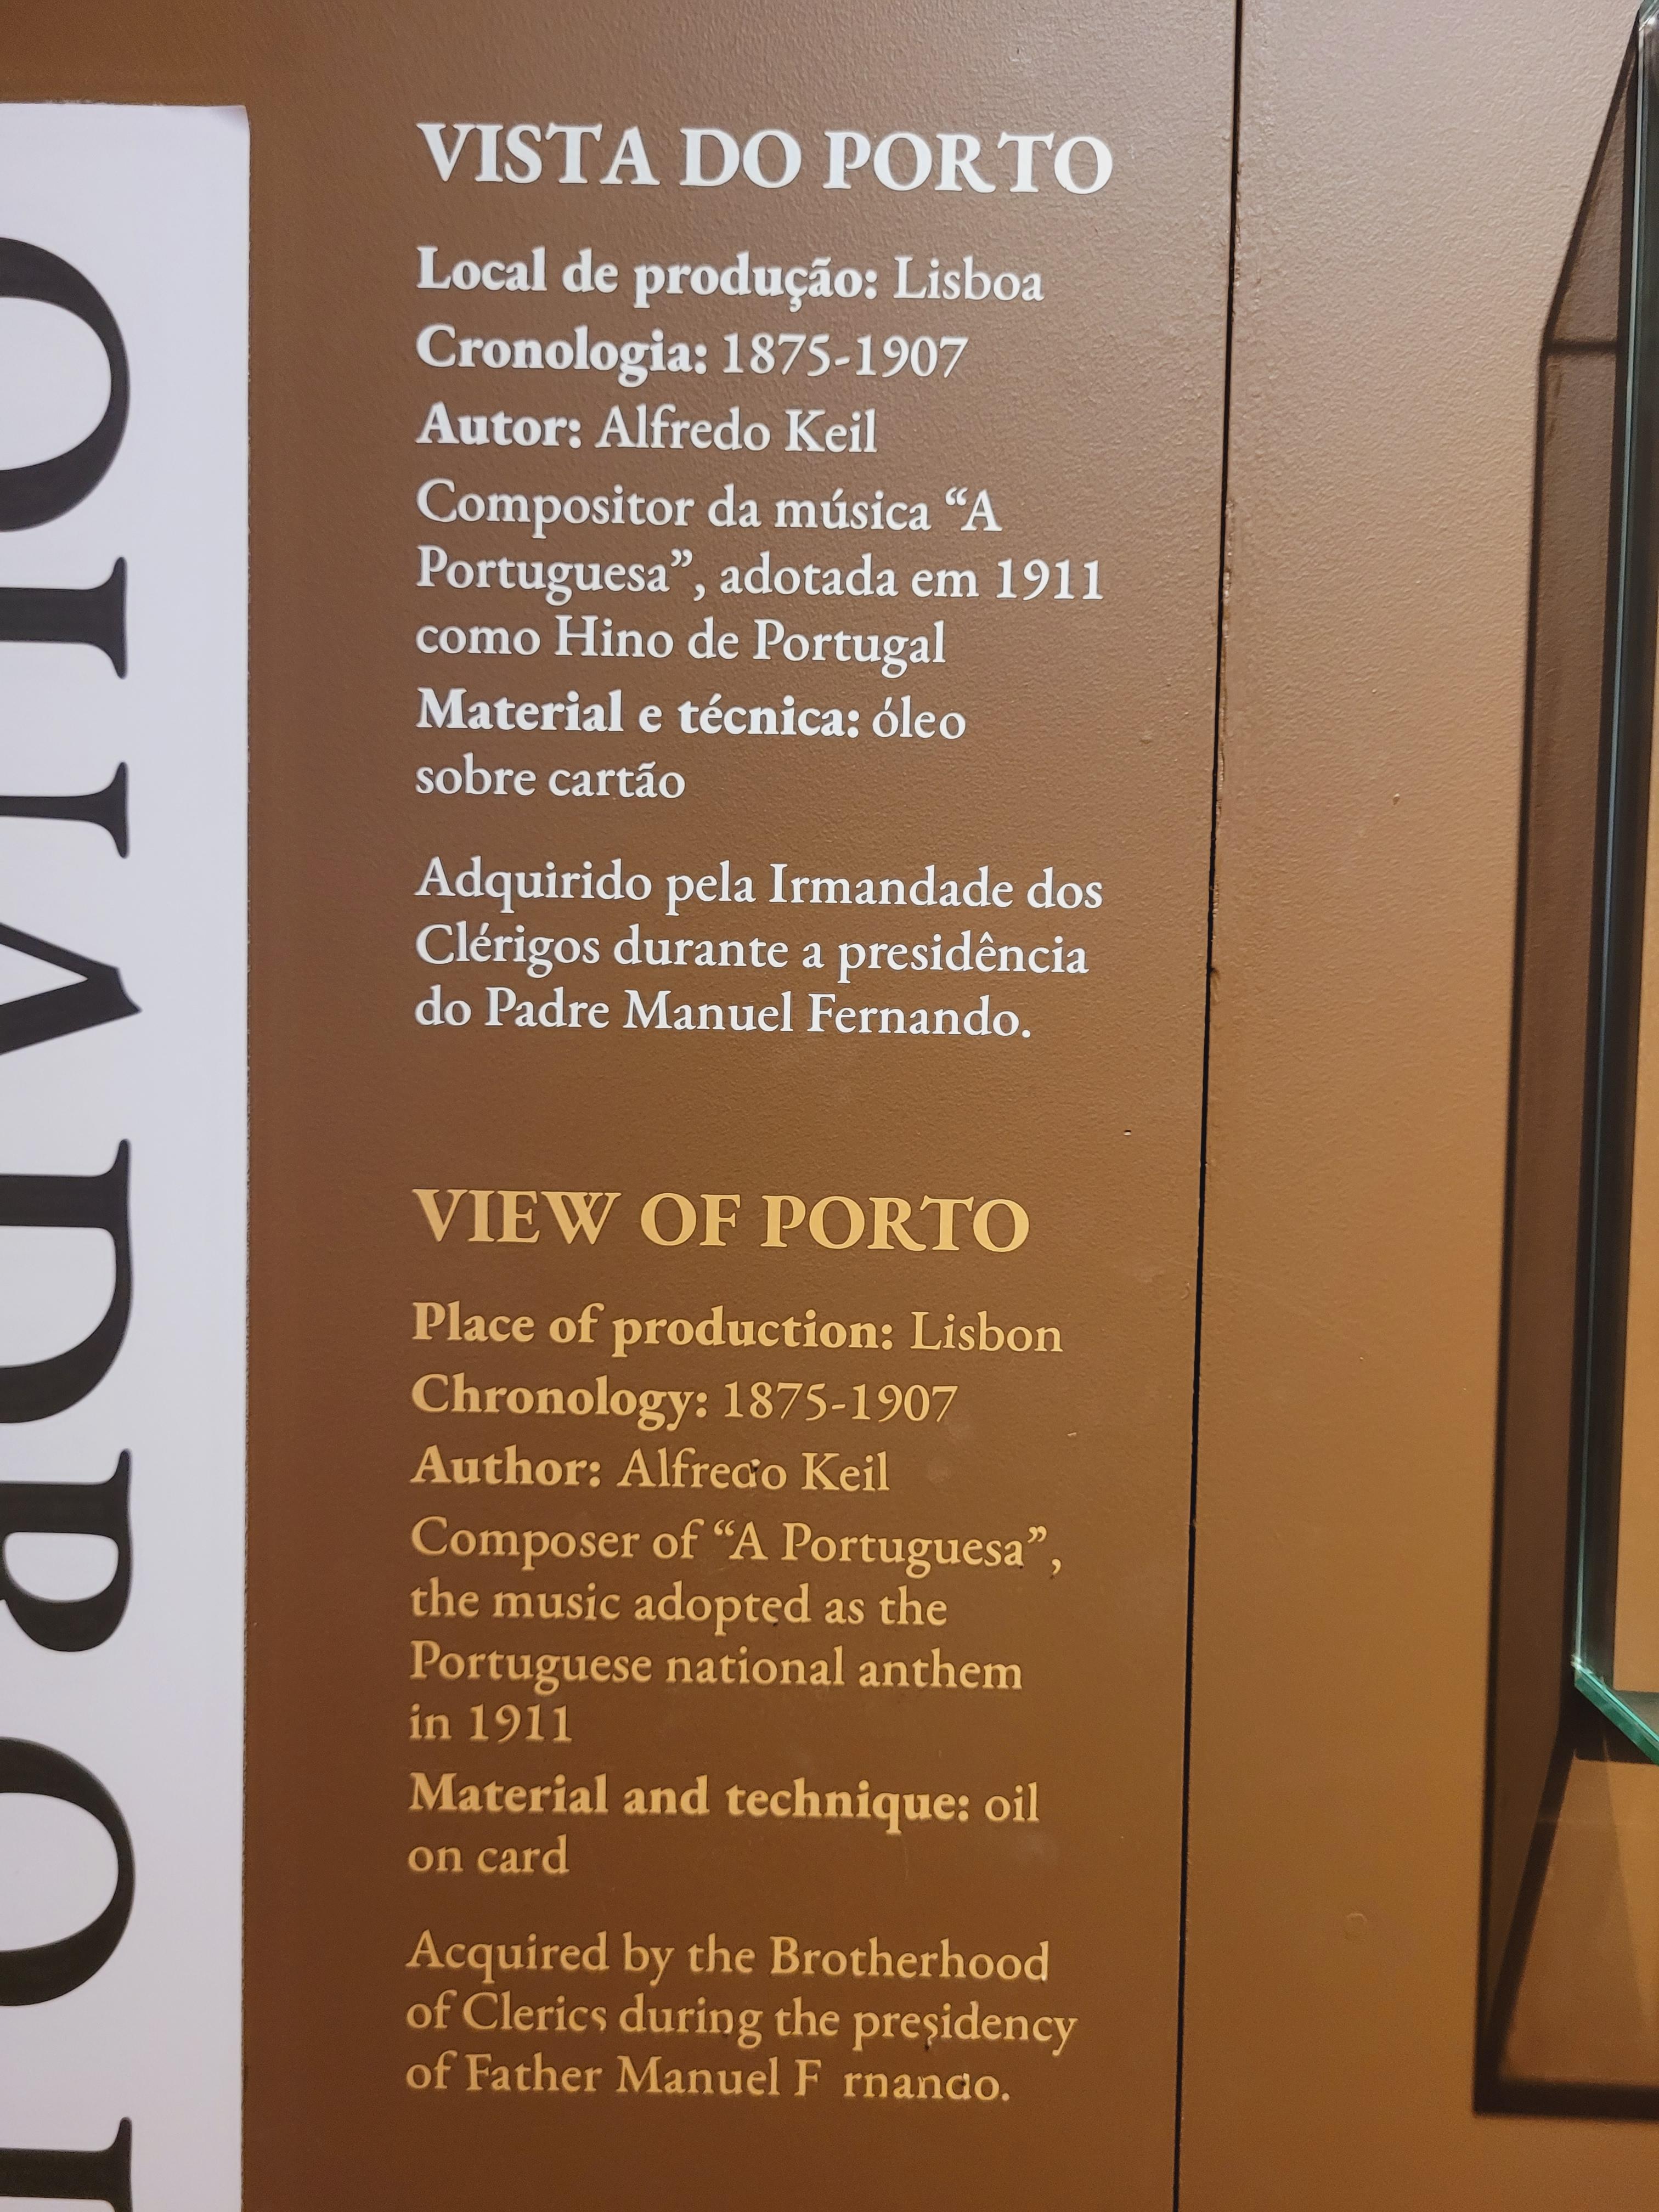 VISTA DO PORTO
Local de produção: Lisboa
Cronologia: 1875-1907
Autor: Alfredo Keil
Compositor da música “A
Portuguesa”, adotada em 1911
como Hino de Portugal
Material e técnica: óleo
sobre cartão
Adquirido pela Irmandade dos
Clérigos durante a presidência
do Padre Manuel Fernando.
VIEW OF PORTO
Place of production: Lisbon
Chronology: 1875-1907
Author: Alfredo Keil
Composer of “A Portuguesa”,
the music adopted as the
Portuguese national anthem
in 1911
Material and technique: oil
on card
Acquired by the Brotherhood
of Clerics during the presidency
of Father Manuel F rnando.